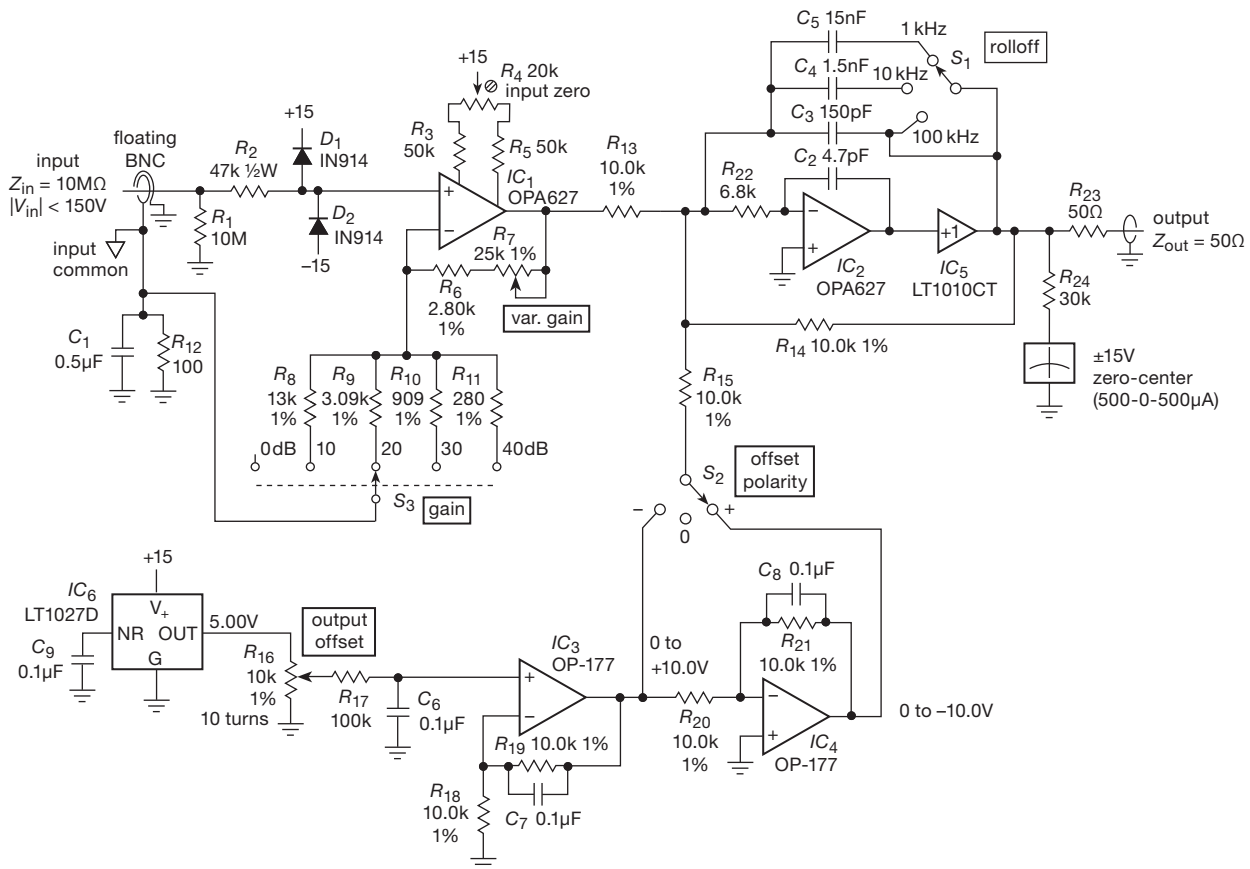 C5 15nF
1 kHz
S1
rolloff
C4 1.5nF
10 kHz
C3 150pF
100 kHz
C2 4.7pF
+15
R4 20k
input zero
R3
50k
R5 50k
+15
floating
BNC
input
Zin = 10MΩ
|Vin| < 150V
R2
47k ½W
D1
IN914
D2
IN914
–15
R1
10M
input
common
+
–
IC1
OPA627
R13
10.0k
1%
R22
6.8k
–
+
IC2
OPA627
+1
IC5
LT1010CT
R23
50Ω
output
Zout = 50Ω
R24
30k
±15V
zero-center
(500-0-500μA)
R7
25k 1%
R6
2.80k
1%
var. gain
R14 10.0k 1%
C1
0.5μF
R12
100
R8
13k
1%
R9
3.09k
1%
R10
909
1%
R11
280
1%
0dB
10
20
30
40dB
S3
gain
R15
10.0k
1%
S2
offset
polarity
–
0
+
+15
IC6
LT1027D
V+
NR
OUT
G
5.00V
C9
0.1μF
output
offset
R16
10k
1%
10 turns
R17
100k
C6
0.1μF
IC3
OP-177
+
–
0 to
+10.0V
R19 10.0k 1%
C7 0.1μF
R18
10.0k
1%
R20
10.0k
1%
C8 0.1μF
R21
10.0k 1%
–
+
IC4
OP-177
0 to –10.0V